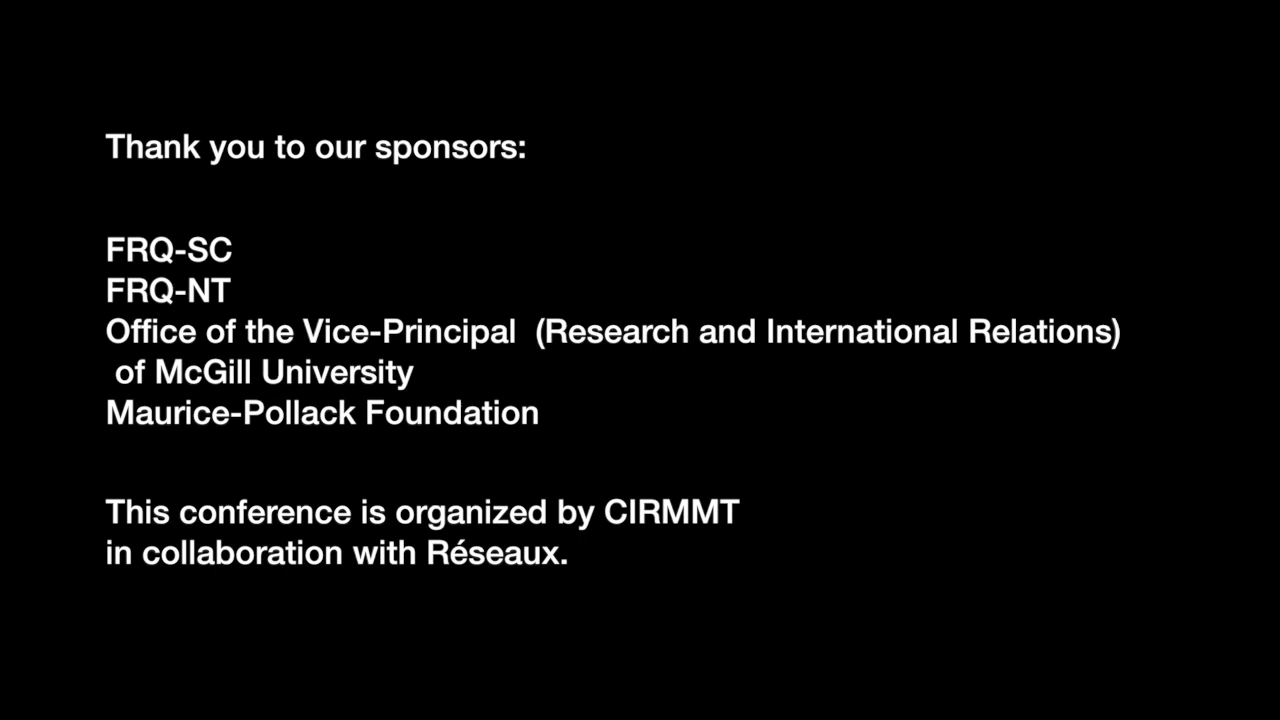 Thank you to our sponsors:
FRQ-SC
FRQ-NT
Office of the Vice-Principal  (Research and International Relations)
of McGill University
Maurice-Pollack Foundation
This conference is organized by CIRMMT
in collaboration with Réseaux.